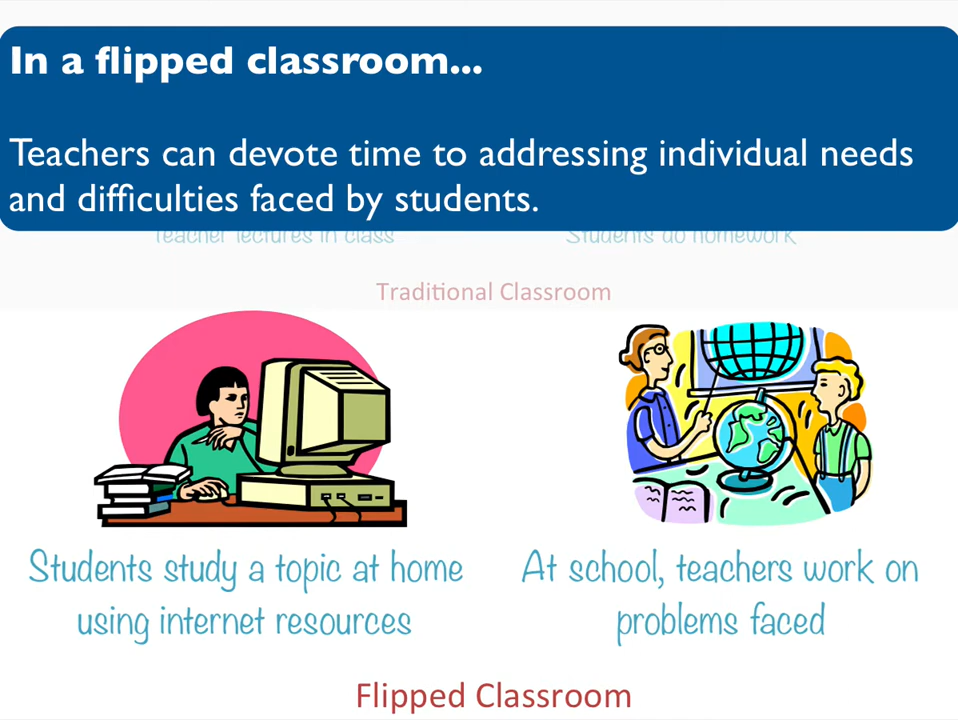 In a flipped classroom...
Teachers can devote time to addressing individual needs
and difficulties faced by students.
Teacher lectures in class
Students do homework
Traditional Classroom
Students study a topic at home
using internet resources
At school, teachers work on
problems faced
Flipped Classroom